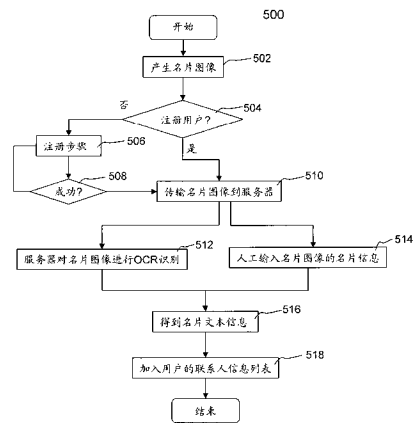 500
开始
产生名片图像
502
注册用户?
504
否
是
注册步骤
506
成功?
508
传输名片图像到服务器
510
服务器对名片图像进行OCR识别
512
人工输入名片图像的名片信息
514
得到名片文本信息
516
加入用户的联系人信息列表
518
结束